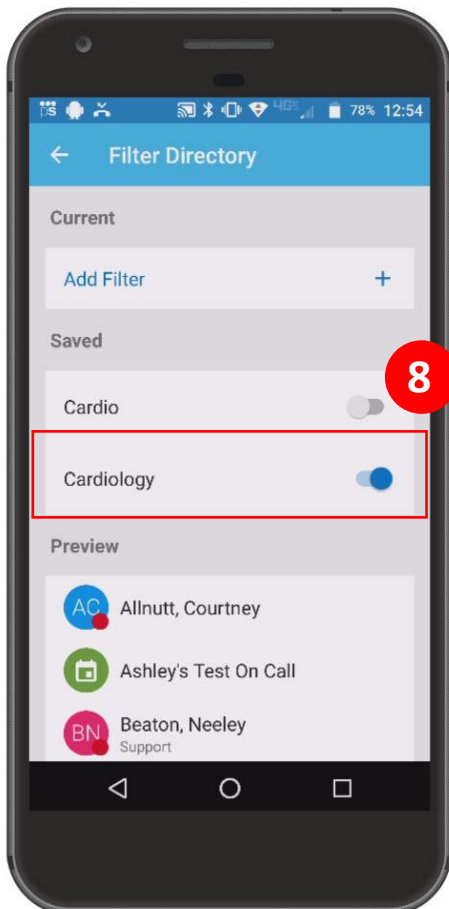 4G 78% 12:54
Filter Directory
Current
Add Filter +
Saved
8
Cardio
Cardiology
Preview
AC Allnutt, Courtney
Ashley's Test On Call
BN Beaton, Neeley
Support